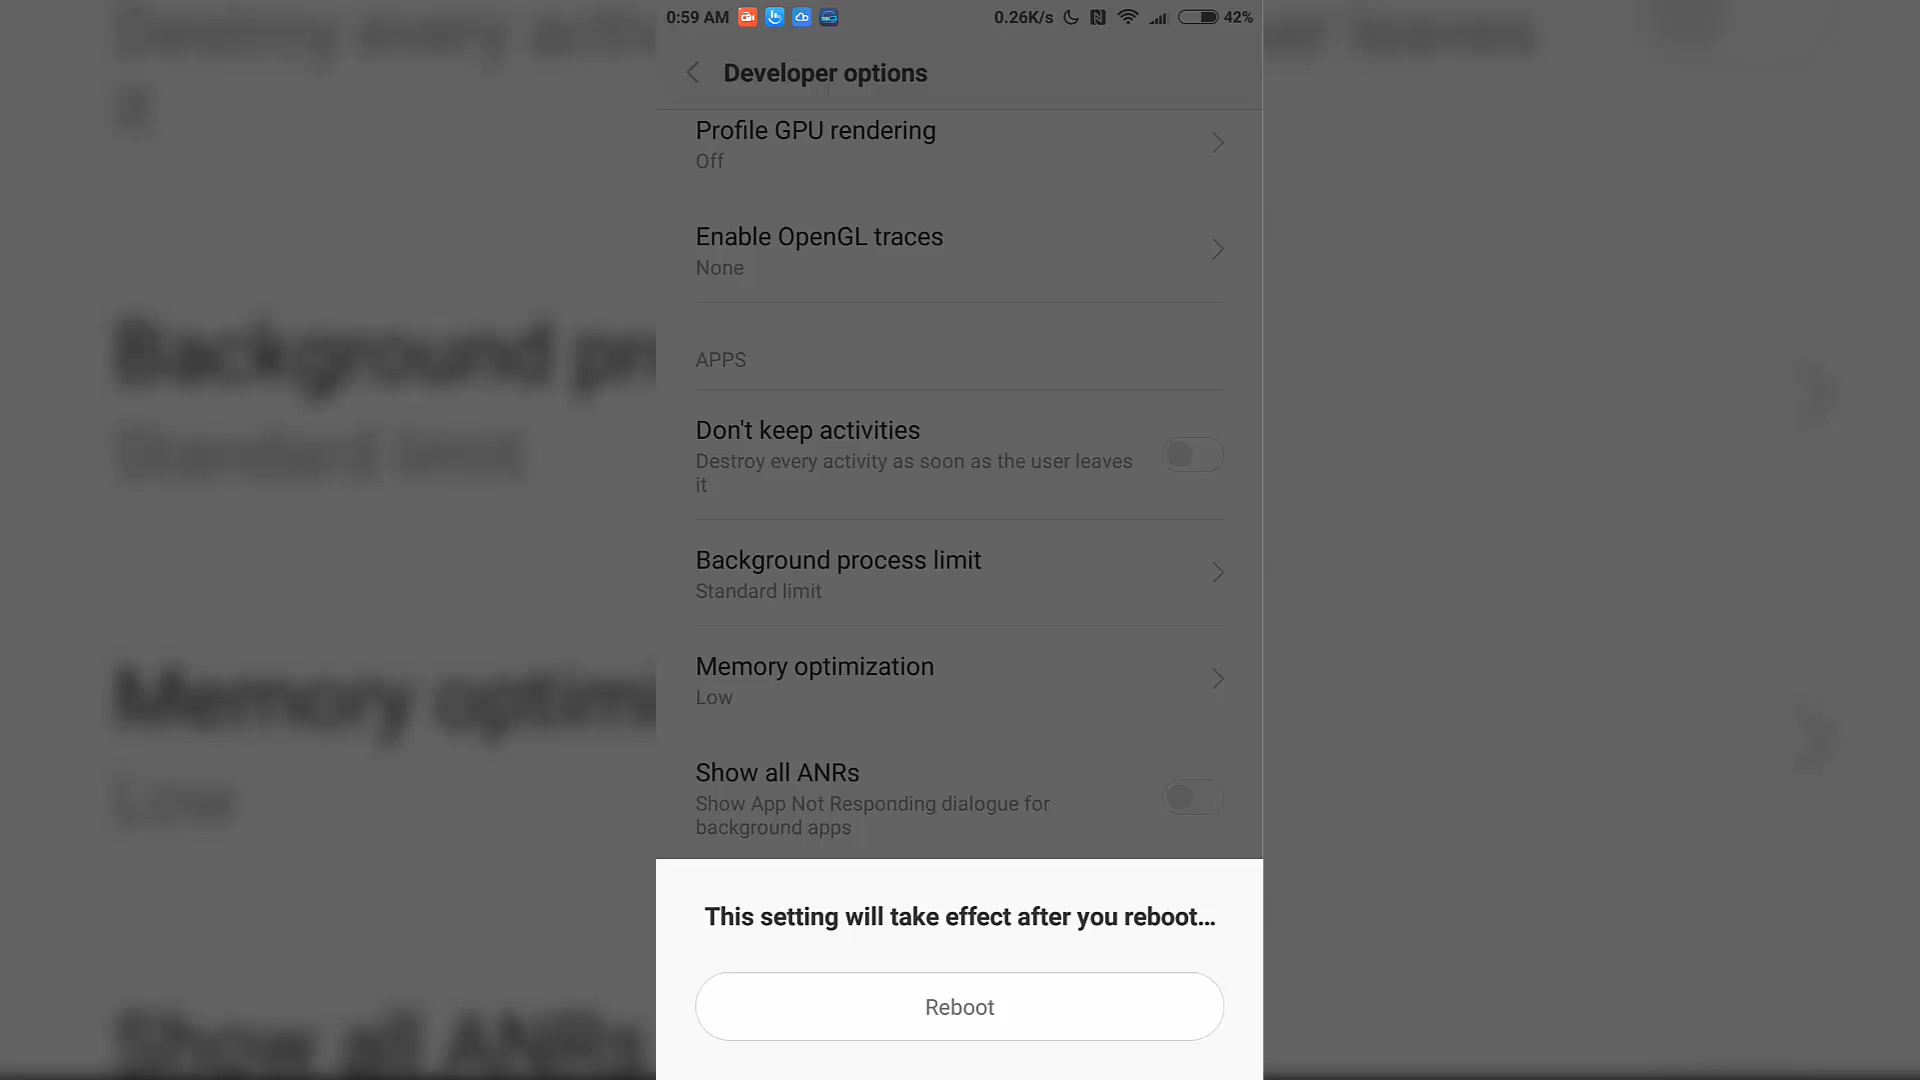 0:59 AM 0.26K/s 42%
Developer options
Profile GPU rendering
Off
Enable OpenGL traces
None
APPS
Don't keep activities
Destroy every activity as soon as the user leaves
it
Background process limit
Standard limit
Memory optimization
Low
Show all ANRs
Show App Not Responding dialogue for
background apps
This setting will take effect after you reboot...
Reboot